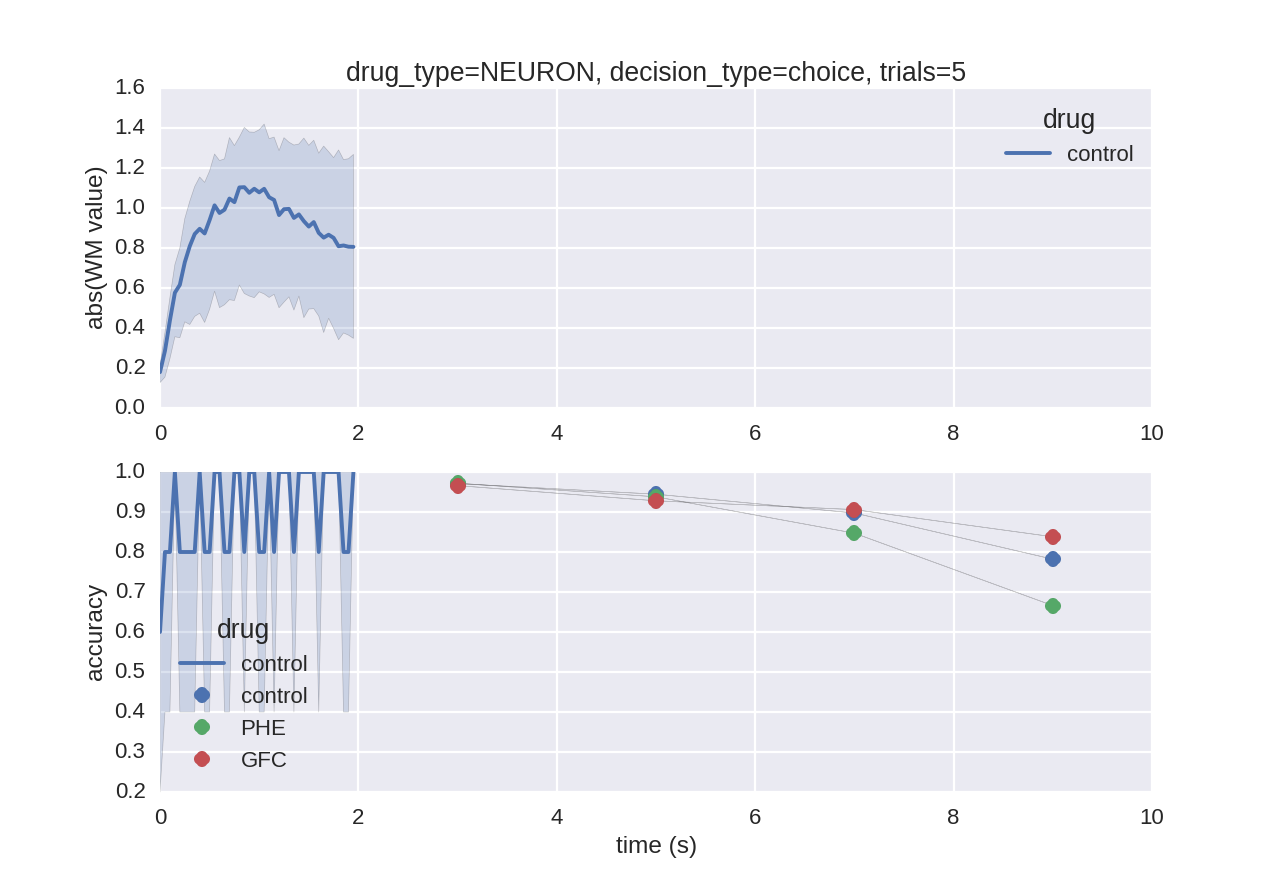 drug_type=NEURON, decision_type=choice, trials=5
abs(WM value)
1.6
1.4
1.2
1.0
0.8
0.6
0.4
0.2
0.0
drug
control
0 2 4 6 8 10
accuracy
1.0
0.9
0.8
0.7
0.6
0.5
0.4
0.3
0.2
drug
control
control
PHE
GFC
0 2 4 6 8 10
time (s)